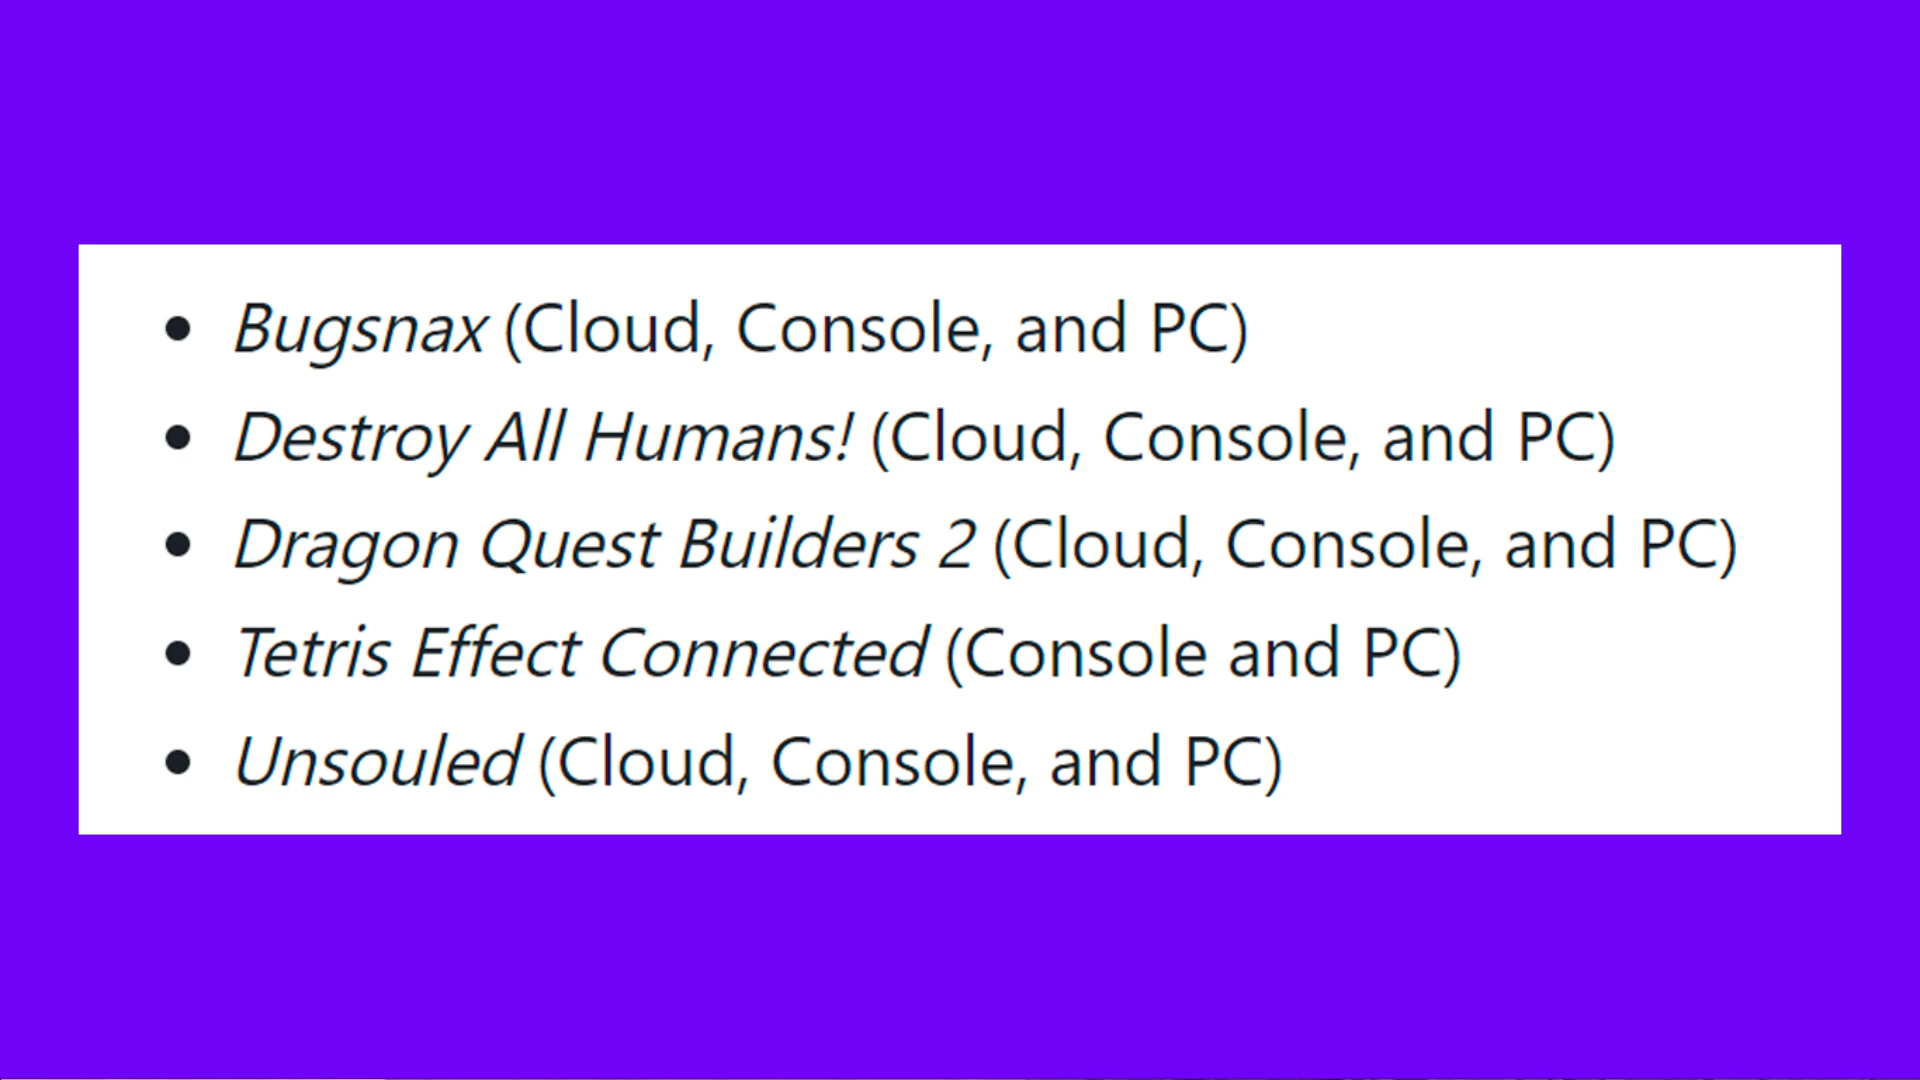 • Bugsnax (Cloud, Console, and PC)
• Destroy All Humans! (Cloud, Console, and PC)
• Dragon Quest Builders 2 (Cloud, Console, and PC)
• Tetris Effect Connected (Console and PC)
• Unsouled (Cloud, Console, and PC)